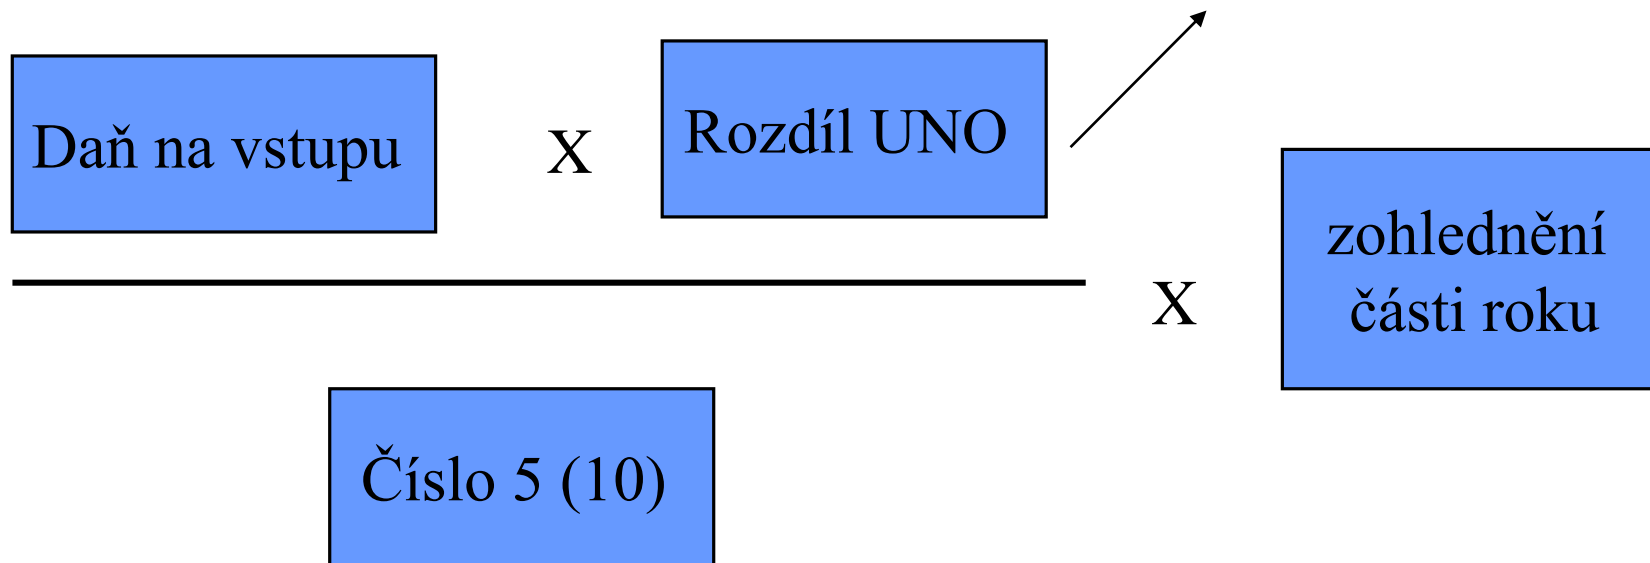 Daň na vstupu
X
Rozdíl UNO
X
zohlednění
části roku
Číslo 5 (10)